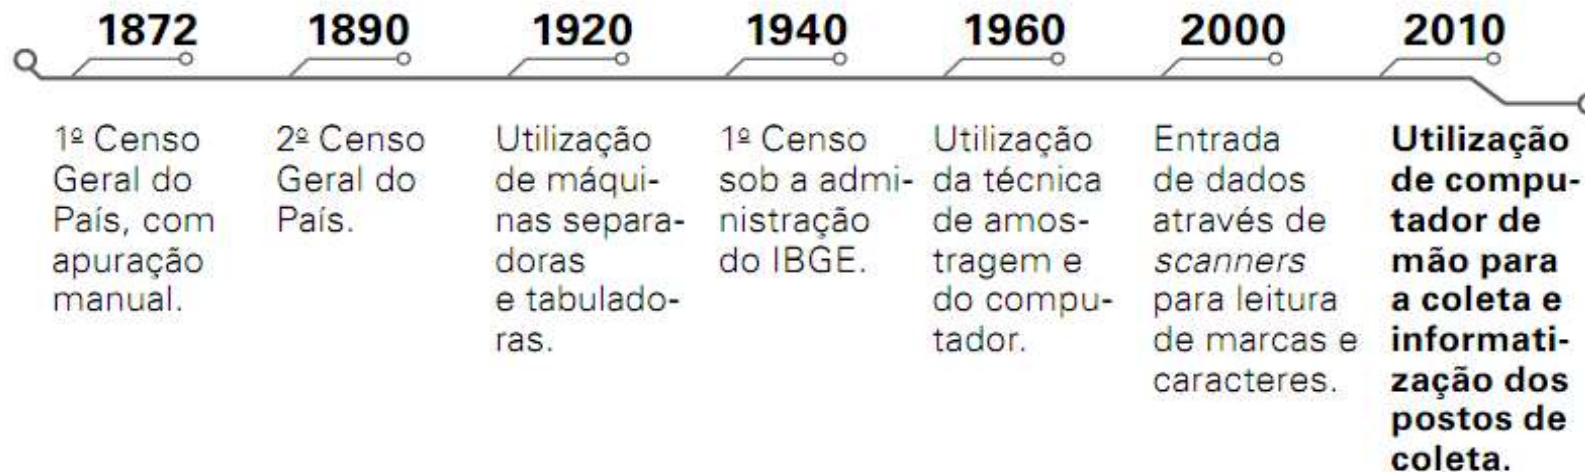 1872
1º Censo
Geral do
País, com
apuração
manual.
1890
2º Censo
Geral do
País.
1920
Utilização
de máqui-
nas separa-
doras
e tabulado-
ras.
1940
1º Censo
sob a admi-
nistração
do IBGE.
1960
Utilização
da técnica
de amos-
tragem e
do compu-
tador.
2000
Entrada
de dados
através de
scanners
para leitura
de marcas e
caracteres.
2010
Utilização
de compu-
tador de
mão para
a coleta e
informati-
zação dos
postos de
coleta.